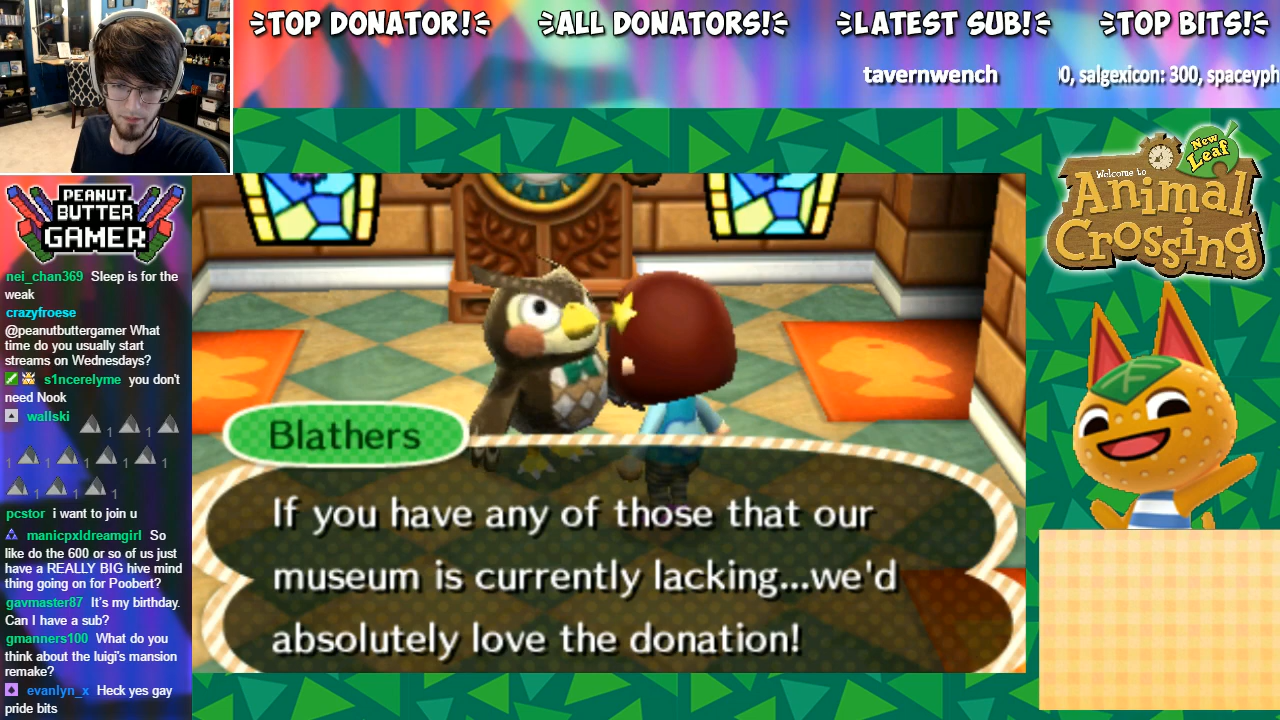 TOP DONATOR!
ALL DONATORS!
LATEST SUB!
TOP BITS!
tavernwench
0, salgexicon: 300, spaceyph
PEANUT
BUTTER
GAMER
New
Leaf
Welcome to
Animal
Crossing
nei_chan369 Sleep is for the
weak
crazyfroese
@peanutbuttergamer What
time do you usually start
streams on Wednesdays?
s1ncerelyme you don't
need Nook
wallski 1 1
1 1 1 1 1
1 1 1
pcstor i want to join u
manicpxldreamgirl So
like do the 600 or so of us just
have a REALLY BIG hive mind
thing going on for Poobert?
gavmaster87 It's my birthday.
Can I have a sub?
gmanners100 What do you
think about the luigi's mansion
remake?
evanlyn_x Heck yes gay
pride bits
Blathers
If you have any of those that our
museum is currently lacking...we'd
absolutely love the donation!